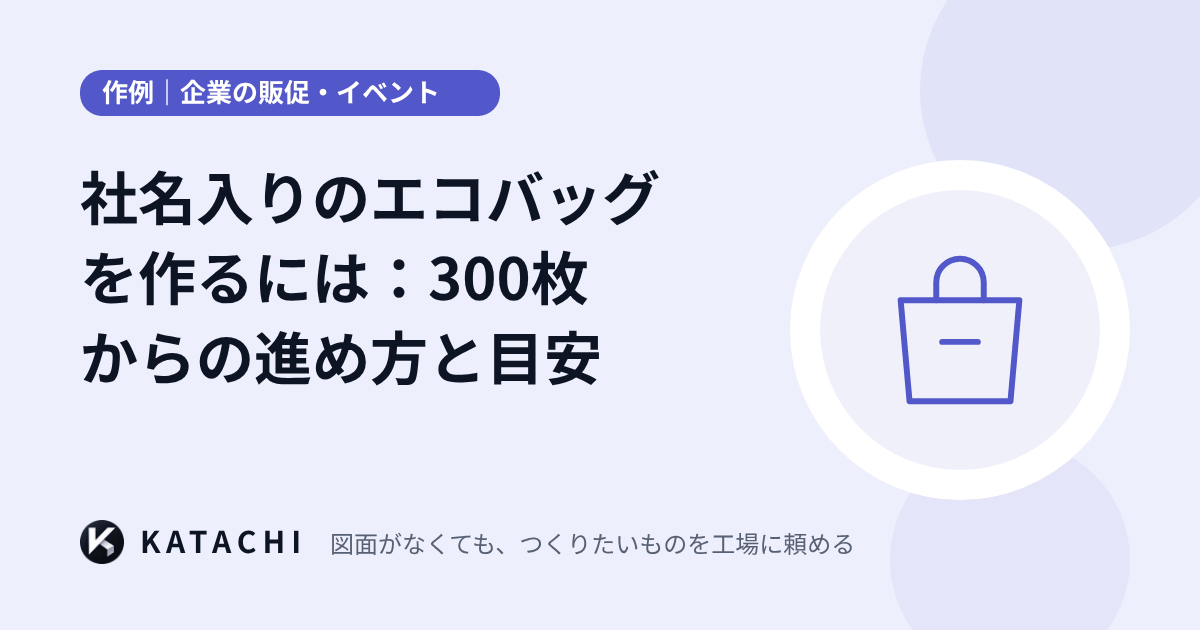 作例｜企業の販促・イベント
社名入りのエコバッグ
を作るには：300枚
からの進め方と目安
KATACHI 図面がなくても、つくりたいものを工場に頼める